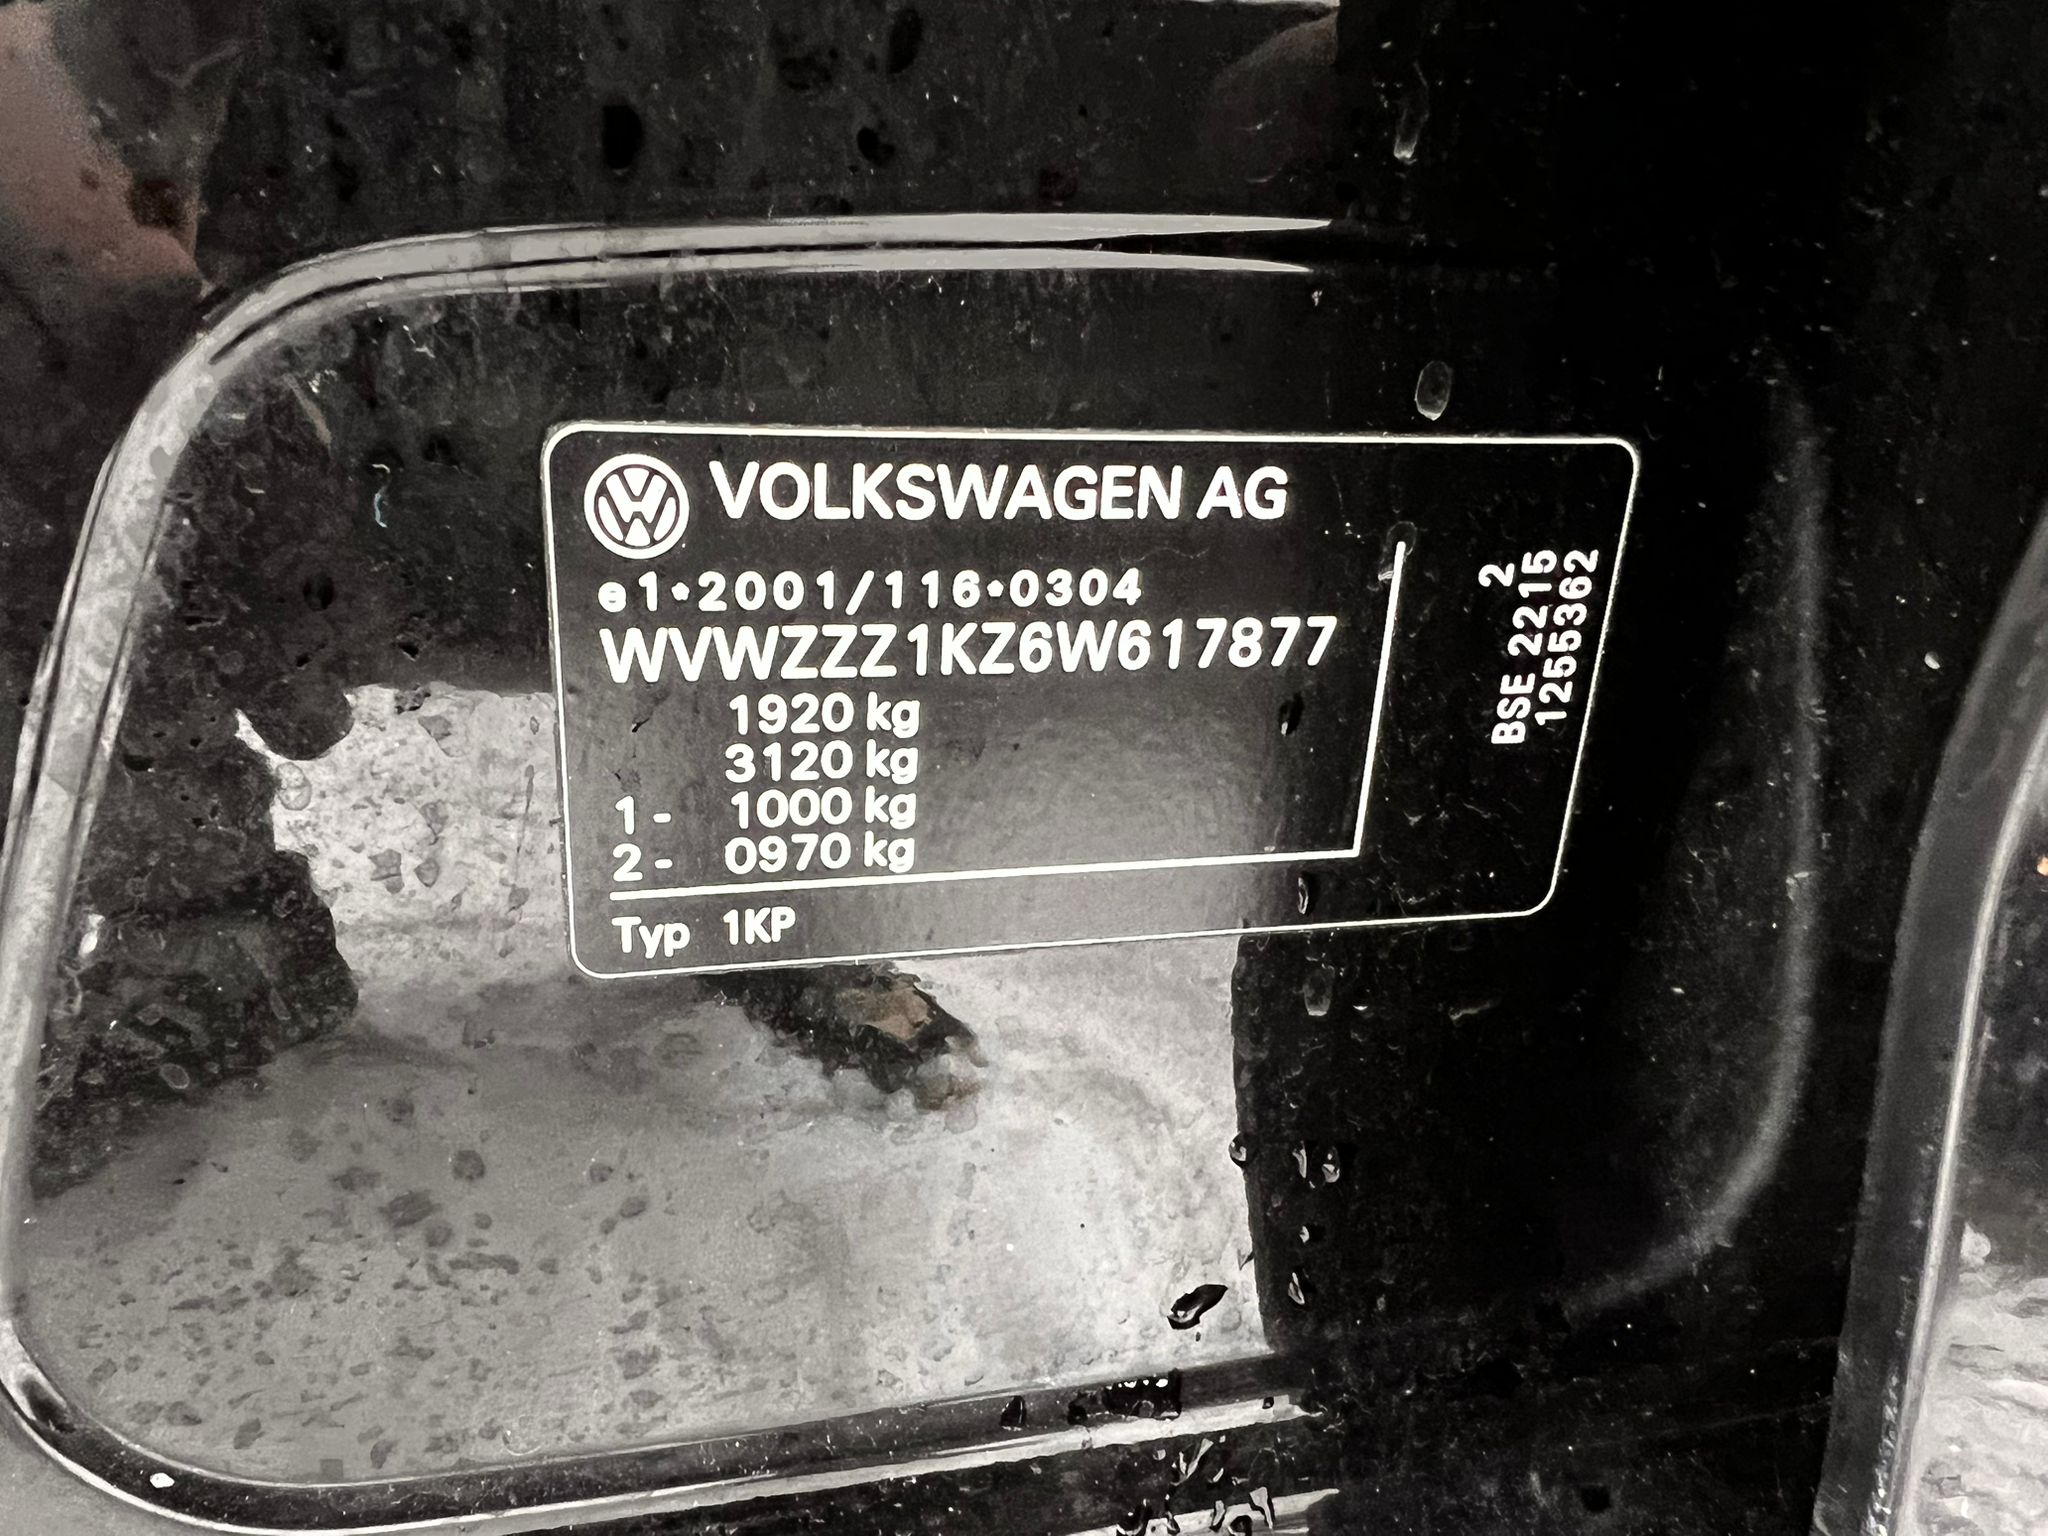 VOLKSWAGEN AG
e1*2001/116*0304
WVWZZZ1KZ6W617877
1920 kg
3120 kg
1- 1000 kg
2- 0970 kg
Typ 1KP
2
BSE 2215
1255362